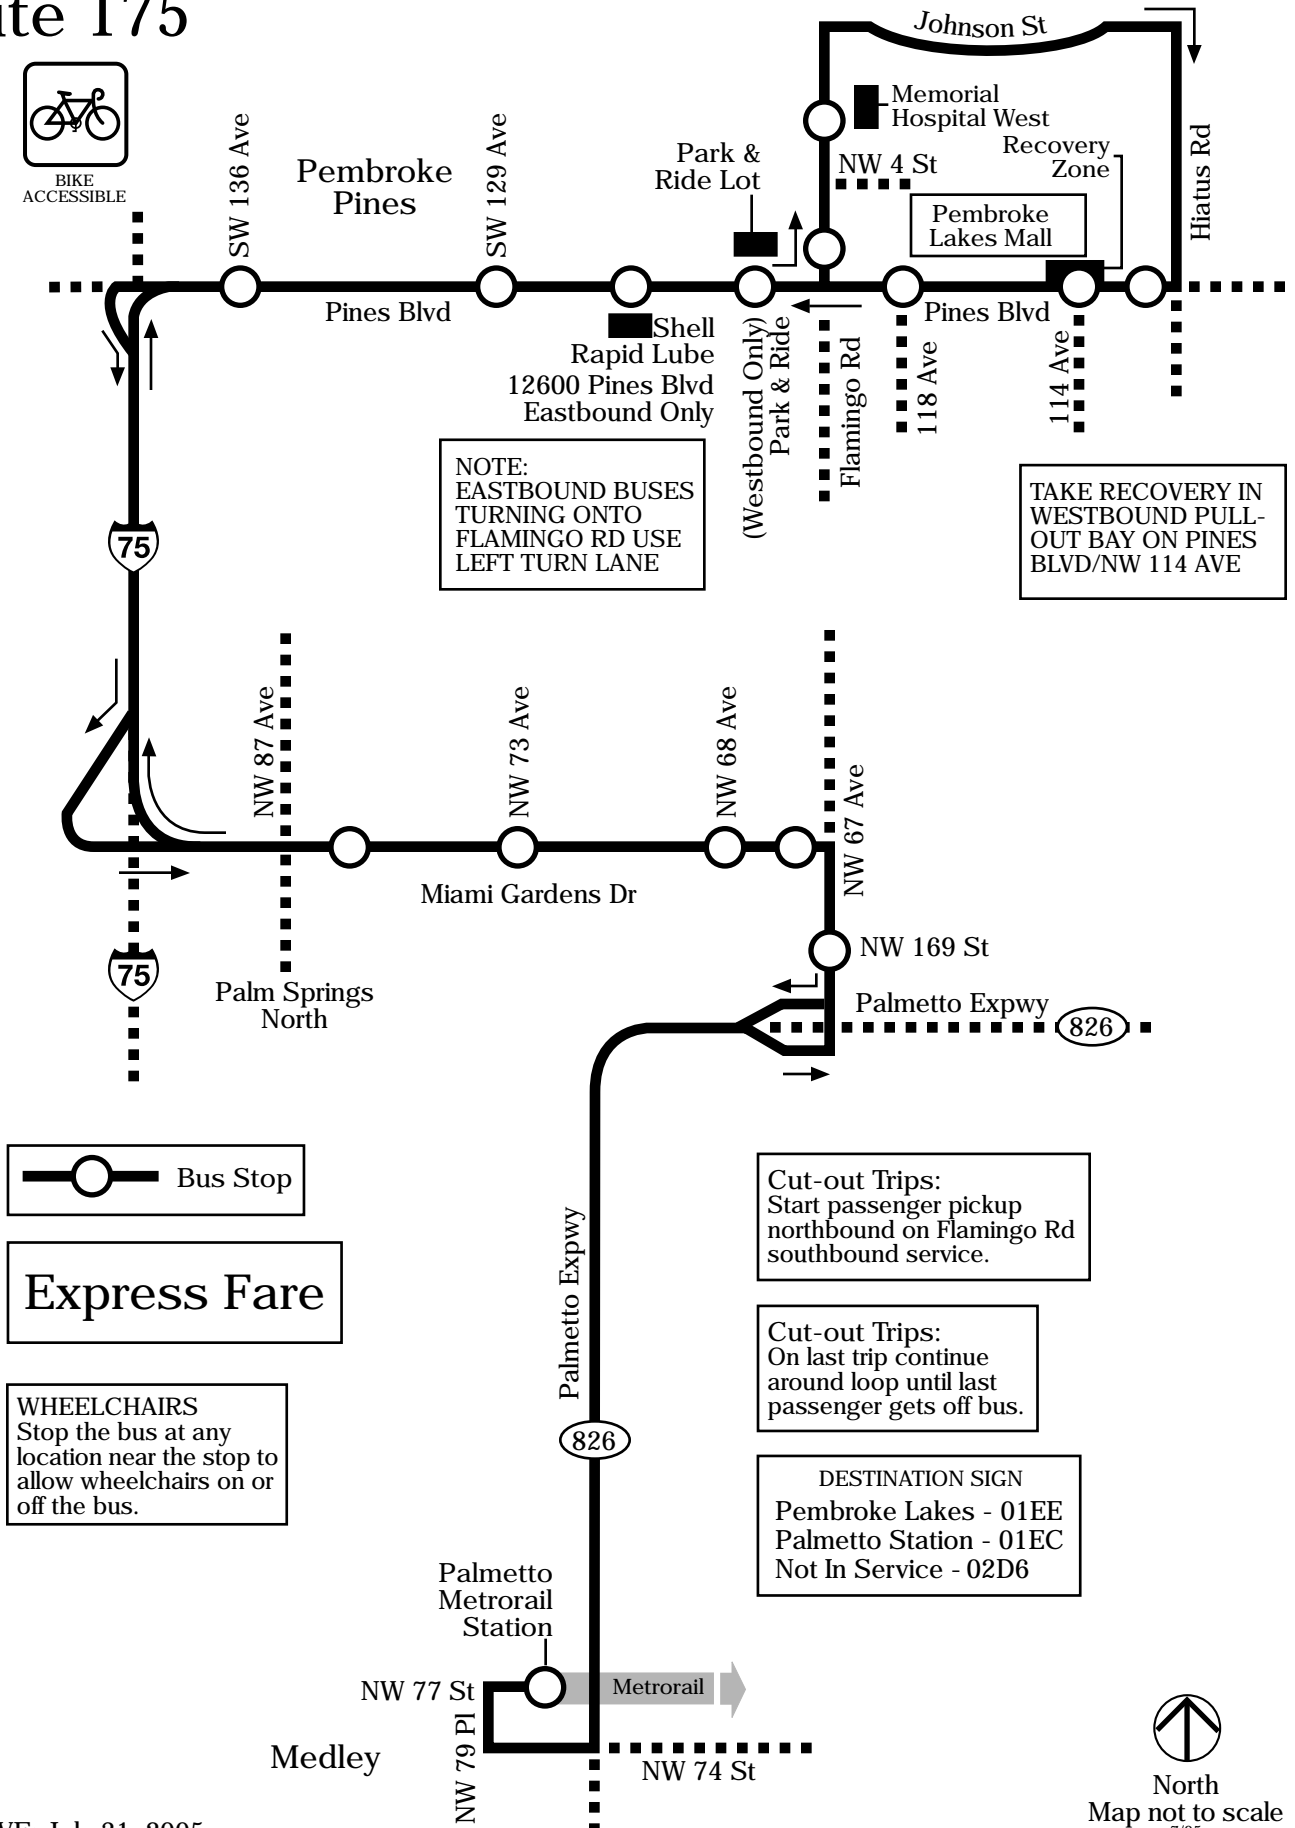 175
Johnson St
BIKE
ACCESSIBLE
SW 136 Ave
Pembroke
Pines
SW 129 Ave
Park &
Ride Lot
Memorial
Hospital West
NW 4 St
Recovery
Zone
Pembroke
Lakes Mall
Hiatus Rd
Pines Blvd
Shell
Rapid Lube
12600 Pines Blvd
Eastbound Only
(Westbound Only)
Park & Ride
Flamingo Rd
Pines Blvd
118 Ave
114 Ave
NOTE:
EASTBOUND BUSES
TURNING ONTO
FLAMINGO RD USE
LEFT TURN LANE
TAKE RECOVERY IN
WESTBOUND PULL-
OUT BAY ON PINES
BLVD/NW 114 AVE
75
NW 87 Ave
NW 73 Ave
NW 68 Ave
NW 67 Ave
Miami Gardens Dr
75
Palm Springs
North
NW 169 St
Palmetto Expwy
826
Bus Stop
Express Fare
WHEELCHAIRS
Stop the bus at any
location near the stop to
allow wheelchairs on or
off the bus.
Palmetto Expwy
826
Cut-out Trips:
Start passenger pickup
northbound on Flamingo Rd
southbound service.
Cut-out Trips:
On last trip continue
around loop until last
passenger gets off bus.
DESTINATION SIGN
Pembroke Lakes - 01EE
Palmetto Station - 01EC
Not In Service - 02D6
Palmetto
Metrorail
Station
Metrorail
NW 77 St
NW 79 Pl
Medley
NW 74 St
North
Map not to scale